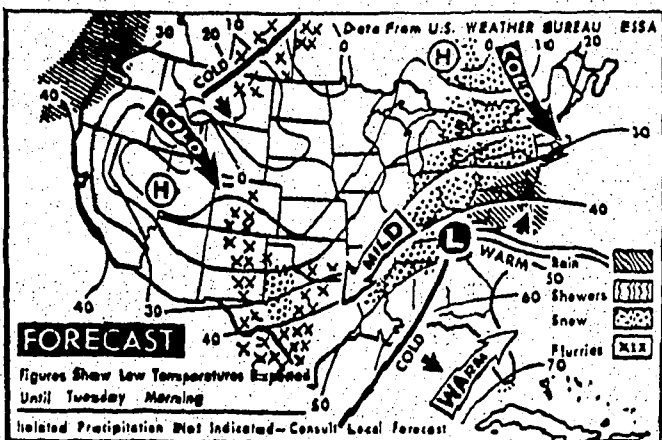 Data From U.S. WEATHER BUREAU ESSA
30
20
10
0
0
10
20
COLD
H
COLD
40
COLD
0
H
30
40
MILD
L
WARM
50
40
30
40
60
50
COLD
WARM
70
Rain
Showers
Snow
Flurries
FORECAST
Figures Show Low Temperatures Expected
Until Tuesday Morning
Isolated Precipitation Not Indicated—Consult Local Forecast